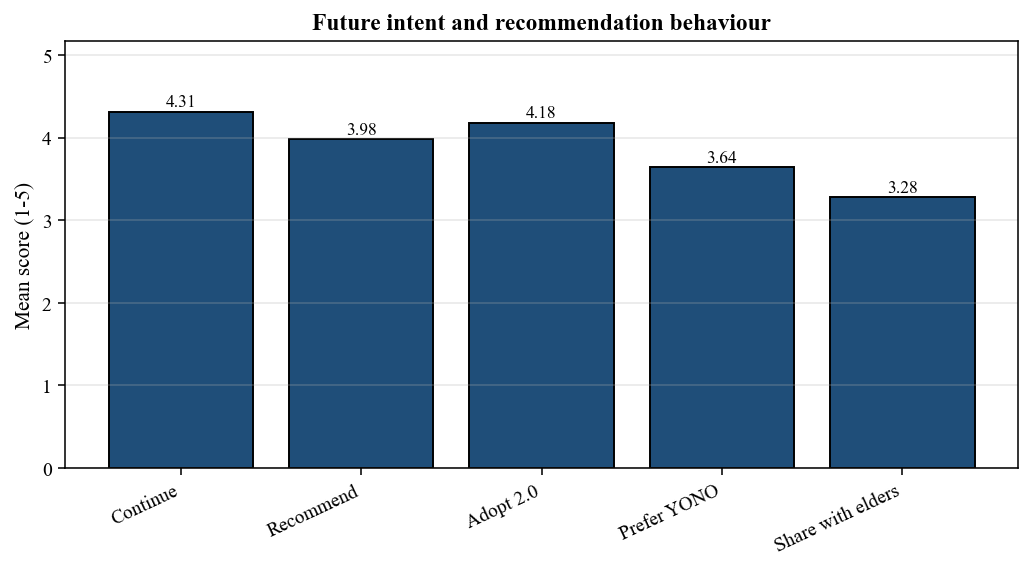 Future intent and recommendation behaviour
Mean score (1-5)
5
4
3
2
1
0
4.31
3.98
4.18
3.64
3.28
Continue
Recommend
Adopt 2.0
Prefer YONO
Share with elders